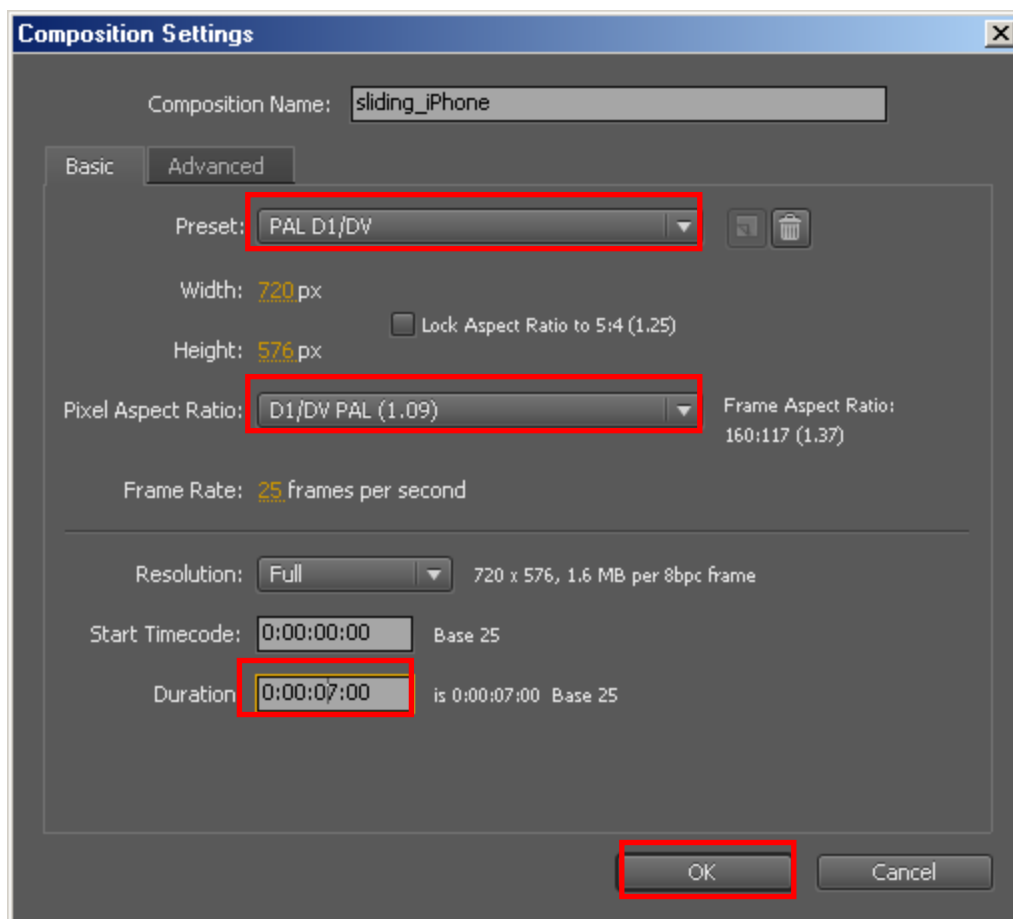 Composition Settings
Composition Name: sliding_iPhone
Basic Advanced
Preset: PAL D1/DV
Width: 720 px
Lock Aspect Ratio to 5:4 (1.25)
Height: 576 px
Pixel Aspect Ratio: D1/DV PAL (1.09) Frame Aspect Ratio:
160:117 (1.37)
Frame Rate: 25 frames per second
Resolution: Full 720 x 576, 1.6 MB per 8bpc frame
Start Timecode: 0:00:00:00 Base 25
Duration 0:00:07:00 is 0:00:07:00 Base 25
OK Cancel